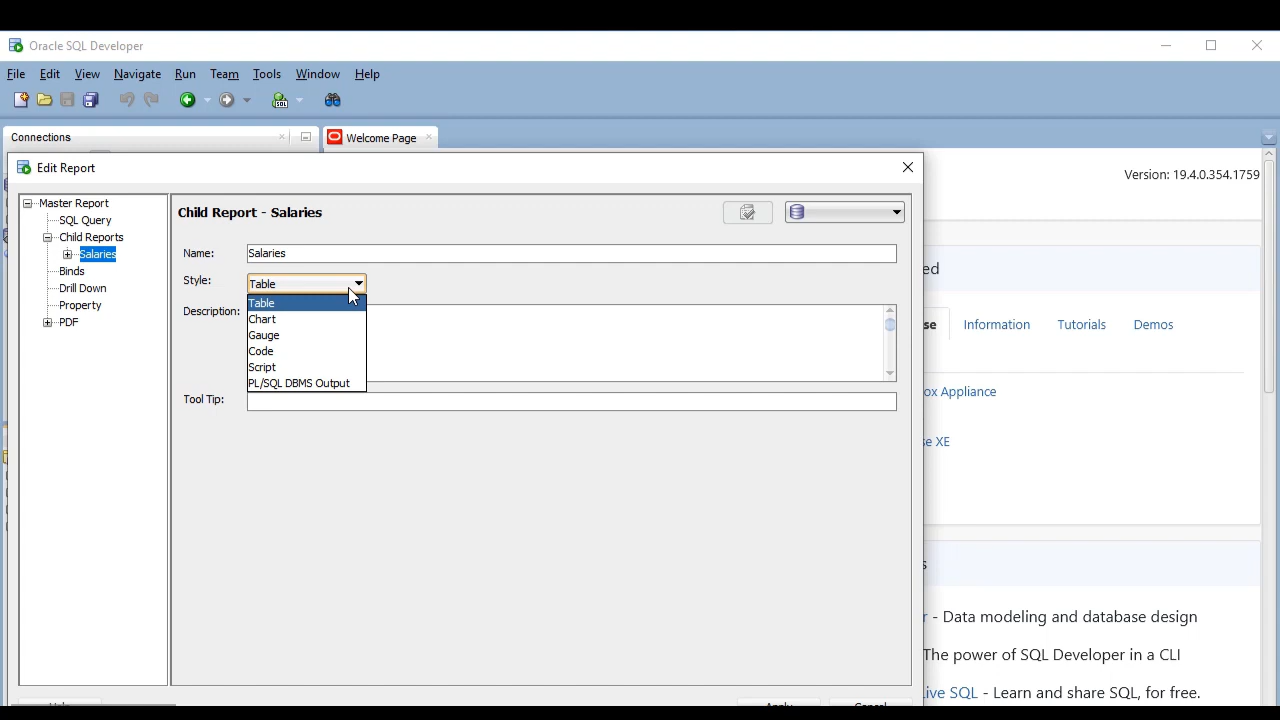 Oracle SQL Developer
File Edit View Navigate Run Team Tools Window Help
SQL
Connections
Welcome Page
Edit Report
Version: 19.4.0.354.1759
Master Report
SQL Query
Child Reports
Salaries
Binds
Drill Down
Property
PDF
Child Report - Salaries
Name: Salaries
Style: Table
Table
Chart
Gauge
Code
Script
PL/SQL DBMS Output
Description:
Tool Tip:
ed
se Information Tutorials Demos
ox Appliance
se XE
s
r - Data modeling and database design
The power of SQL Developer in a CLI
ive SQL - Learn and share SQL, for free.
Help Apply Cancel